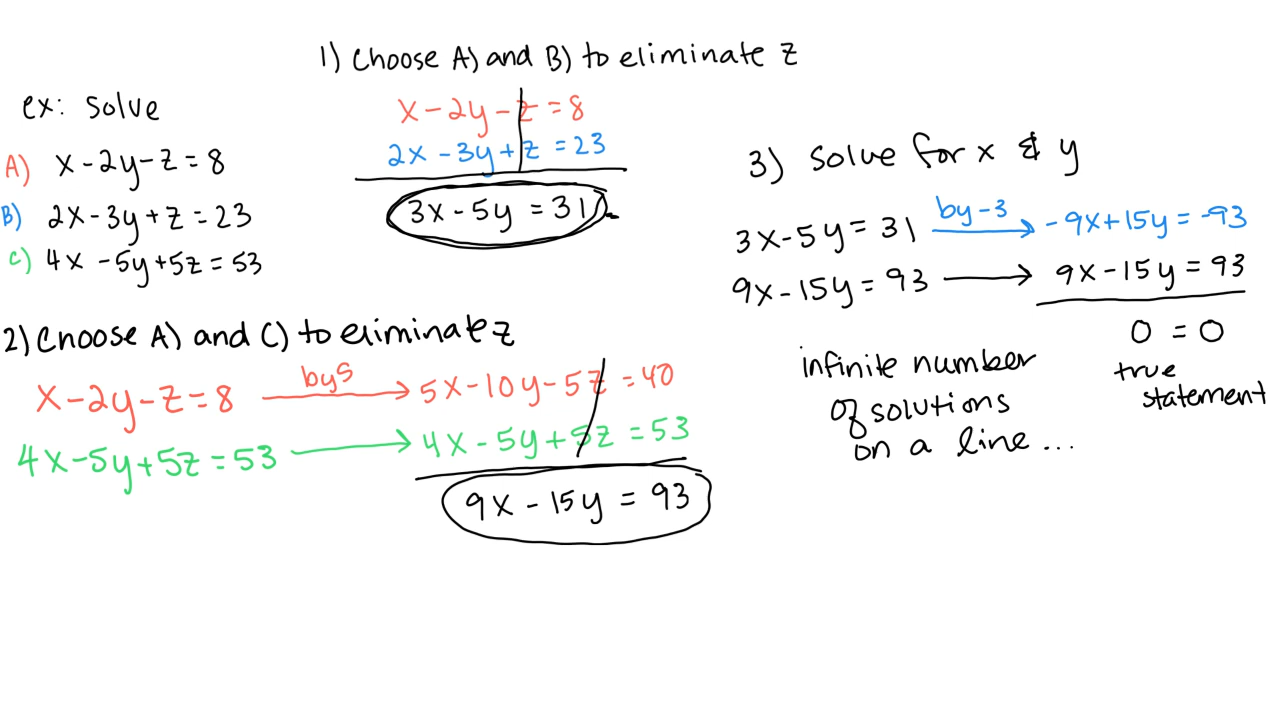 ex: solve
A) x - 2y - z = 8
B) 2x - 3y + z = 23
C) 4x - 5y + 5z = 53
1) Choose A) and B) to eliminate z
x - 2y - z = 8
2x - 3y + z = 23
3x - 5y = 31
2) Choose A) and C) to eliminate z
x - 2y - z = 8 by 5 → 5x - 10y - 5z = 40
4x - 5y + 5z = 53 → 4x - 5y + 5z = 53
9x - 15y = 93
3) Solve for x & y
3x - 5y = 31 by -3 → -9x + 15y = -93
9x - 15y = 93 → 9x - 15y = 93
0 = 0
true
statement
infinite number
of solutions
on a line ...